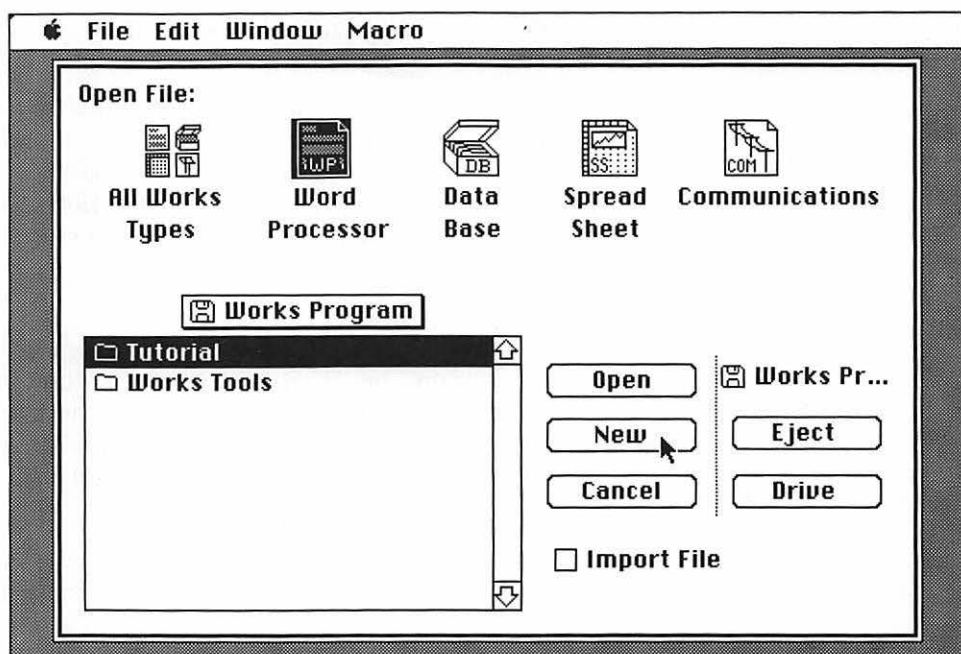 File Edit Window Macro
Open File:
WP
DB
SS
COM
All Works Types
Word Processor
Data Base
Spread Sheet
Communications
Works Program
Tutorial
Works Tools
Open
New
Cancel
Works Pr...
Eject
Drive
Import File